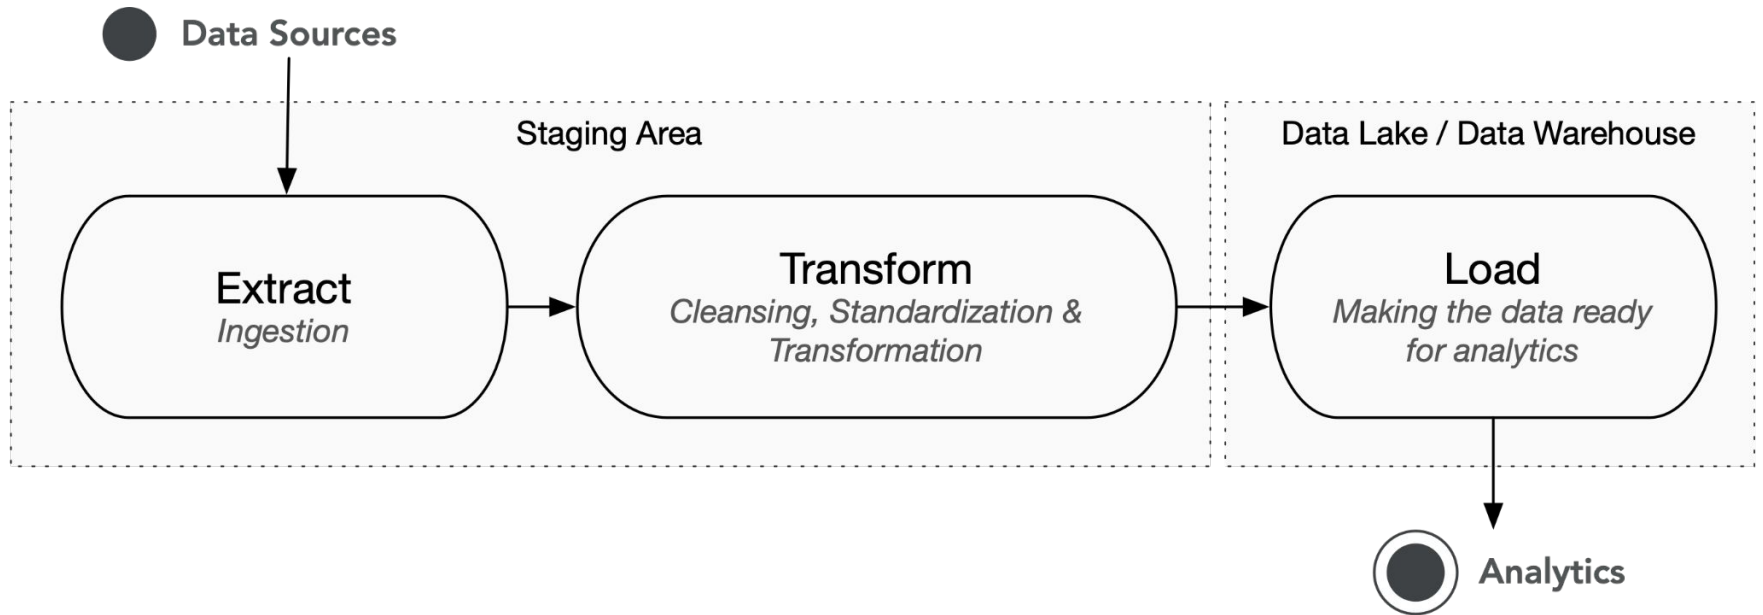 Data Sources
Staging Area
Data Lake / Data Warehouse
Extract
Ingestion
Transform
Cleansing, Standardization &
Transformation
Load
Making the data ready
for analytics
Analytics